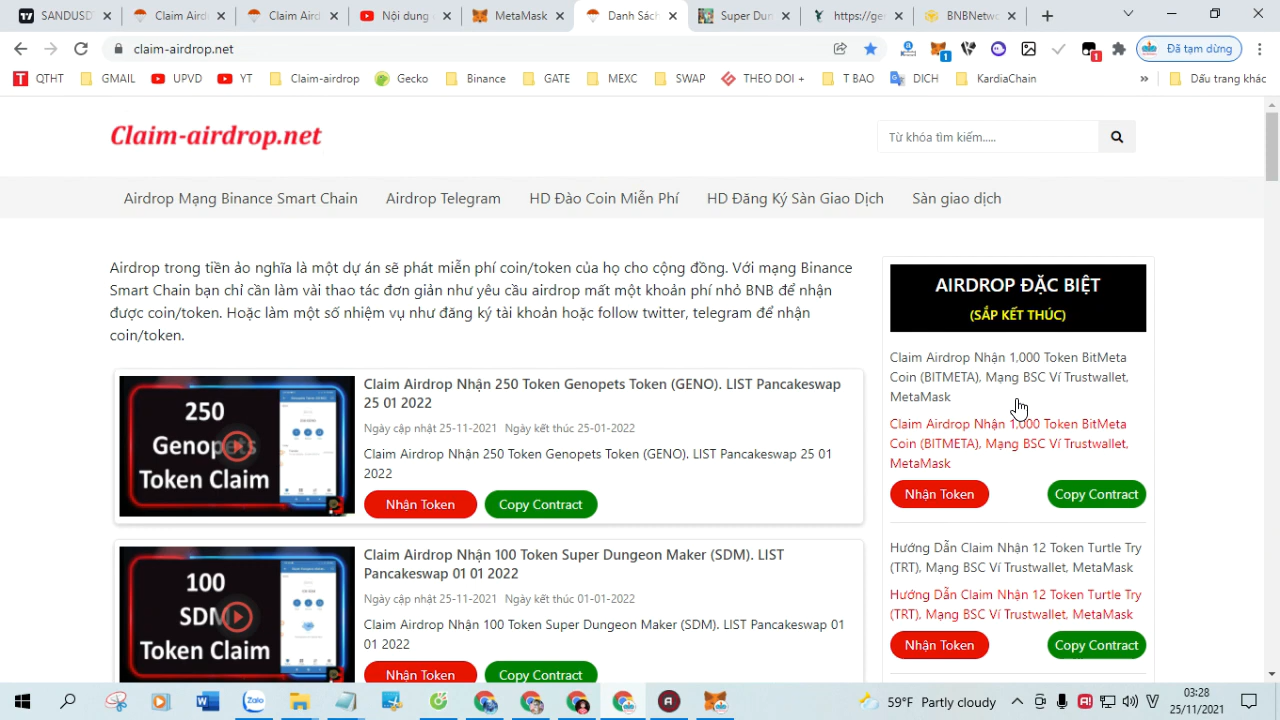 SANDUSD
Claim Aird
Claim Aird
Nội dung c
MetaMask
Danh Sách
Super Dun
https://ge
BNBNetwo
claim-airdrop.net
Đã tạm dừng
QTHT
GMAIL
UPVD
YT
Claim-airdrop
Gecko
Binance
GATE
MEXC
SWAP
THEO DOI +
T BAO
DICH
KardiaChain
Dấu trang khác
Claim-airdrop.net
Từ khóa tìm kiếm.....
Airdrop Mạng Binance Smart Chain
Airdrop Telegram
HD Đào Coin Miễn Phí
HD Đăng Ký Sàn Giao Dịch
Sàn giao dịch
Airdrop trong tiền ảo nghĩa là một dự án sẽ phát miễn phí coin/token của họ cho cộng đồng. Với mạng Binance
Smart Chain bạn chỉ cần làm vài thao tác đơn giản như yêu cầu airdrop mất một khoản phí nhỏ BNB để nhận
được coin/token. Hoặc làm một số nhiệm vụ như đăng ký tài khoản hoặc follow twitter, telegram để nhận
coin/token.
250
Genopets
Token Claim
Claim Airdrop Nhận 250 Token Genopets Token (GENO). LIST Pancakeswap
25 01 2022
Ngày cập nhật 25-11-2021 Ngày kết thúc 25-01-2022
Claim Airdrop Nhận 250 Token Genopets Token (GENO). LIST Pancakeswap 25 01
2022
Nhận Token
Copy Contract
100
SDM
Token Claim
Claim Airdrop Nhận 100 Token Super Dungeon Maker (SDM). LIST
Pancakeswap 01 01 2022
Ngày cập nhật 25-11-2021 Ngày kết thúc 01-01-2022
Claim Airdrop Nhận 100 Token Super Dungeon Maker (SDM). LIST Pancakeswap 01
01 2022
Nhận Token
Copy Contract
AIRDROP ĐẶC BIỆT
(SẮP KẾT THÚC)
Claim Airdrop Nhận 1,000 Token BitMeta
Coin (BITMETA), Mạng BSC Ví Trustwallet,
MetaMask
Claim Airdrop Nhận 1,000 Token BitMeta
Coin (BITMETA), Mạng BSC Ví Trustwallet,
MetaMask
Nhận Token
Copy Contract
Hướng Dẫn Claim Nhận 12 Token Turtle Try
(TRT), Mạng BSC Ví Trustwallet, MetaMask
Hướng Dẫn Claim Nhận 12 Token Turtle Try
(TRT), Mạng BSC Ví Trustwallet, MetaMask
Nhận Token
Copy Contract
Zalo
59°F Partly cloudy
03:28
25/11/2021